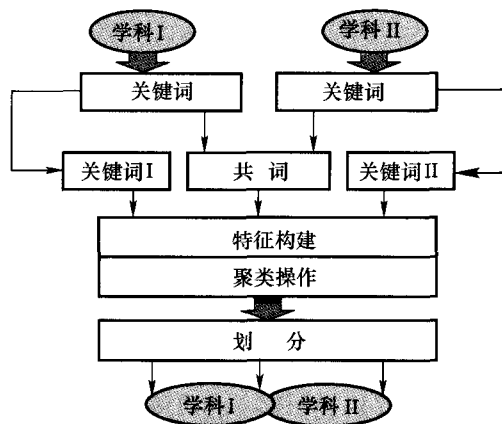 学科Ⅰ 学科Ⅱ
关键词 关键词
关键词Ⅰ 共 词 关键词Ⅱ
特征构建
聚类操作
划 分
学科Ⅰ 学科Ⅱ